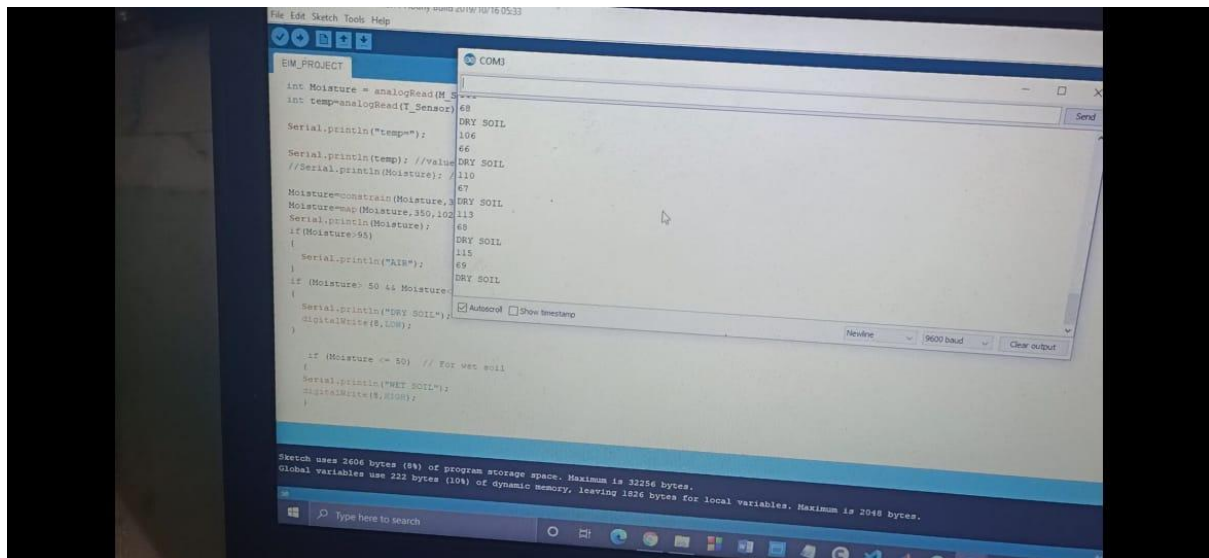 2019/10/16 05:33
File Edit Sketch Tools Help
EIM_PROJECT
int Moisture = analogRead(M_S
int temp=analogRead(T_Sensor)
Serial.println("temp=");
Serial.println(temp); //value
//Serial.println(Moisture); /
Moisture=constrain(Moisture,3
Moisture=map(Moisture,350,102
Serial.println(Moisture);
if(Moisture>95)
{
Serial.println("AIR");
}
if (Moisture> 50 && Moisture<
{
Serial.println("DRY SOIL");
digitalWrite(8,LOW);
}
if (Moisture <= 50) // For wet soil
{
Serial.println("WET SOIL");
digitalWrite(8,HIGH);
}
COM3
Send
68
DRY SOIL
106
66
DRY SOIL
110
67
DRY SOIL
113
68
DRY SOIL
115
69
DRY SOIL
Autoscroll Show timestamp
Newline 9600 baud Clear output
Sketch uses 2606 bytes (8%) of program storage space. Maximum is 32256 bytes.
Global variables use 222 bytes (10%) of dynamic memory, leaving 1826 bytes for local variables. Maximum is 2048 bytes.
Type here to search